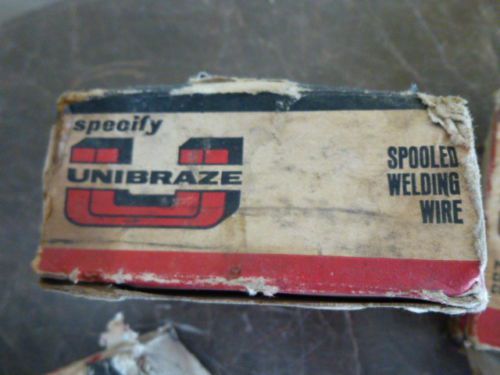 specify
UNIBRAZE
SPOOLED
WELDING
WIRE